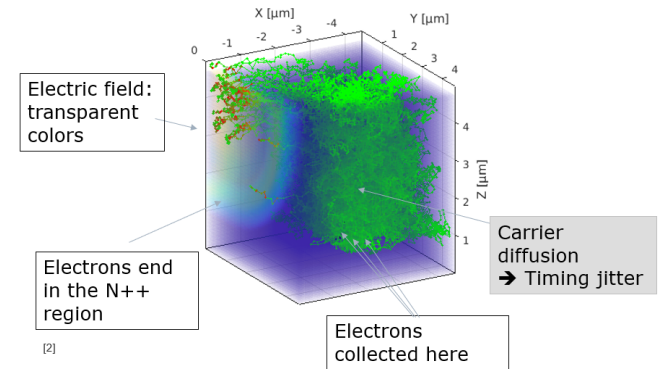 X [µm]
Y [µm]
0
-1
-2
-3
-4
1
2
3
4
Electric field:
transparent
colors
4
3
2
1
Z [µm]
Carrier
diffusion
➔ Timing jitter
Electrons end
in the N++
region
Electrons
collected here
[2]